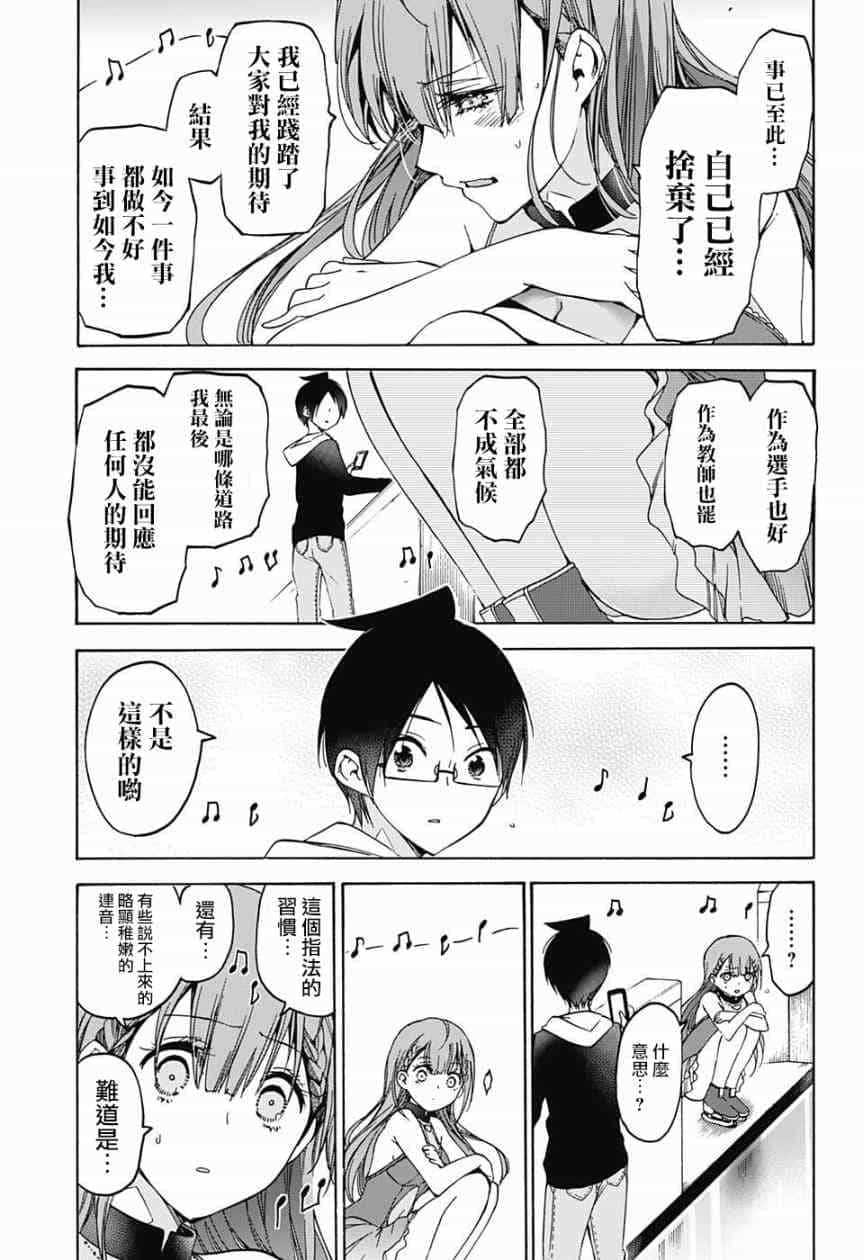 事已至此…
自己已經
捨棄了…
我已經踐踏了
大家對我的期待
結果
如今一件事
都做不好
事到如今我…
作為選手也好
作為教師也罷
全部都
不成氣候
無論是哪條道路
我最後
都沒能回應
任何人的期待
……
不是
這樣的喲
……?
什麼
意思…?
這個指法的
習慣…
還有…
有些說不上來的
略顯稚嫩的
連音…
難道是…